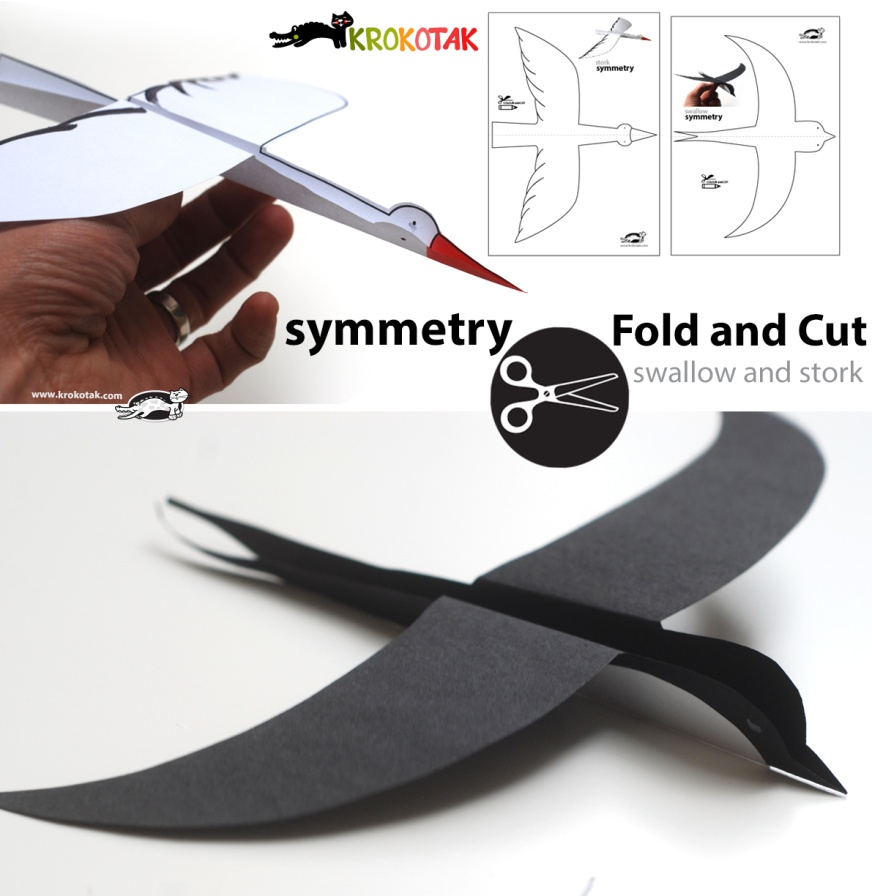 KROKOTAK
stork
symmetry
swallow
symmetry
symmetry
Fold and Cut
swallow and stork
www.krokotak.com